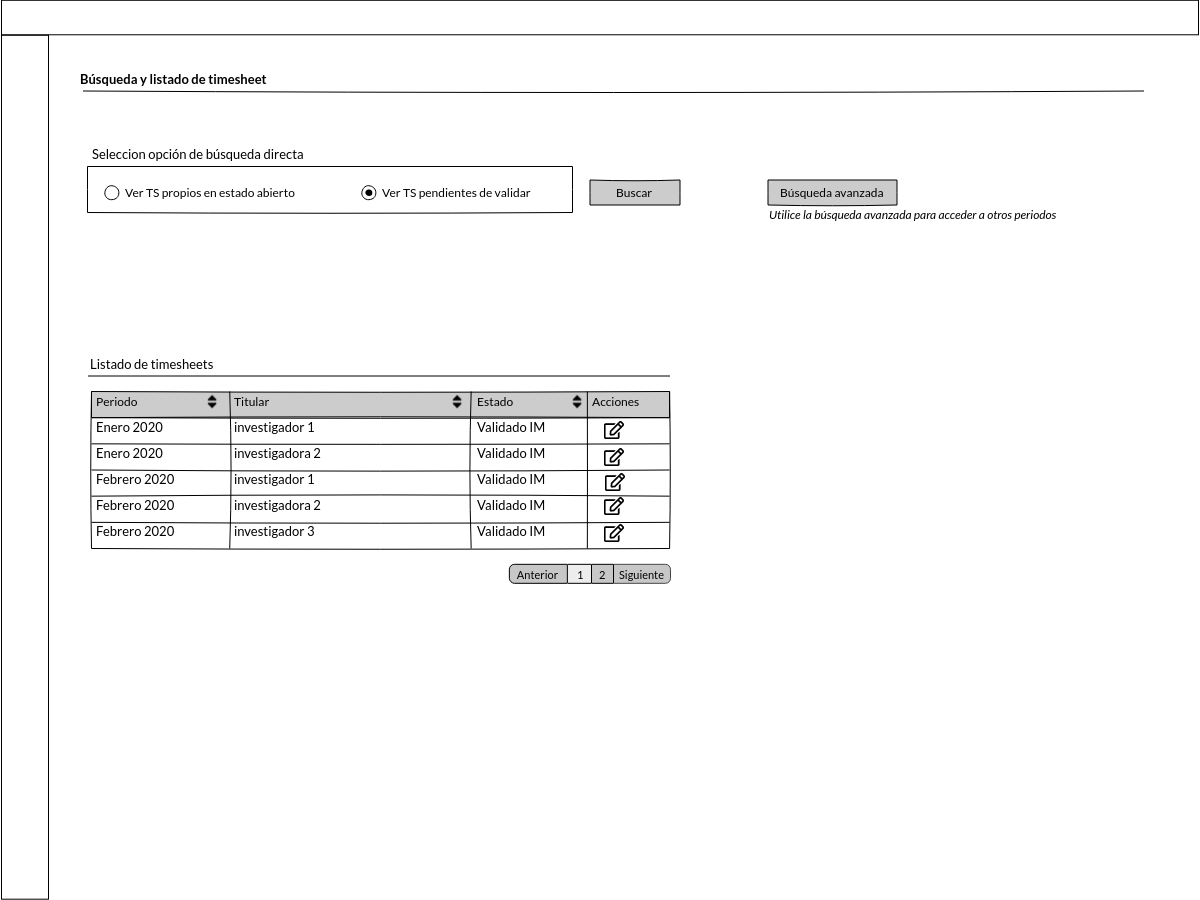 Búsqueda y listado de timesheet
Seleccion opción de búsqueda directa
Ver TS propios en estado abierto Ver TS pendientes de validar Buscar Búsqueda avanzada
Utilice la búsqueda avanzada para acceder a otros periodos
Listado de timesheets
Periodo Titular Estado Acciones
Enero 2020 investigador 1 Validado IM
Enero 2020 investigadora 2 Validado IM
Febrero 2020 investigador 1 Validado IM
Febrero 2020 investigadora 2 Validado IM
Febrero 2020 investigador 3 Validado IM
Anterior 1 2 Siguiente